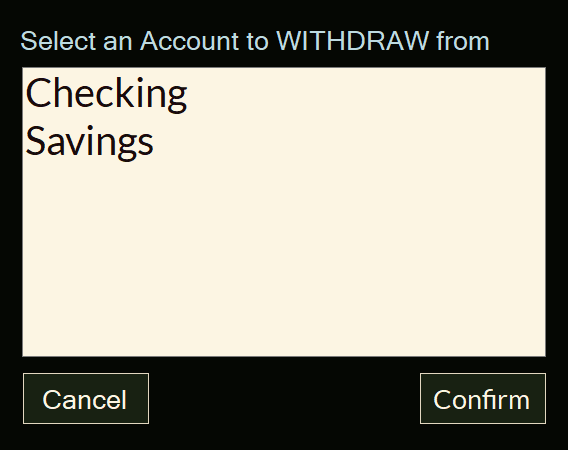 Select an Account to WITHDRAW from
Checking
Savings
Cancel
Confirm